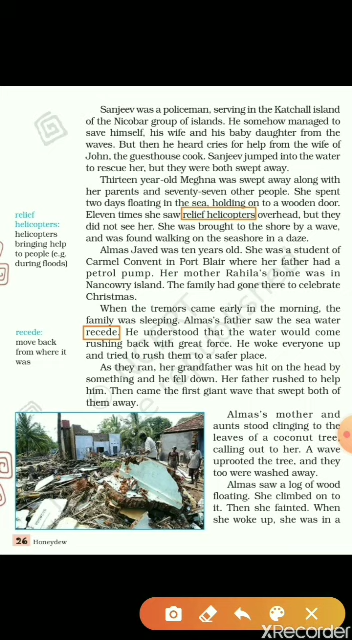 Sanjeev was a policeman, serving in the Katchall island
of the Nicobar group of islands. He somehow managed to
save himself, his wife and his baby daughter from the
waves. But then he heard cries for help from the wife of
John, the guesthouse cook. Sanjeev jumped into the water
to rescue her, but they were both swept away.
Thirteen year-old Meghna was swept away along with
her parents and seventy-seven other people. She spent
two days floating in the sea, holding on to a wooden door.
Eleven times she saw relief helicopters overhead, but they
did not see her. She was brought to the shore by a wave,
and was found walking on the seashore in a daze.
Almas Javed was ten years old. She was a student of
Carmel Convent in Port Blair where her father had a
petrol pump. Her mother Rahila's home was in
Nancowry island. The family had gone there to celebrate
Christmas.
When the tremors came early in the morning, the
family was sleeping. Almas's father saw the sea water
recede. He understood that the water would come
rushing back with great force. He woke everyone up
and tried to rush them to a safer place.
As they ran, her grandfather was hit on the head by
something and he fell down. Her father rushed to help
him. Then came the first giant wave that swept both of
them away.
Almas's mother and
aunts stood clinging to the
leaves of a coconut tree,
calling out to her. A wave
uprooted the tree, and they
too were washed away.
Almas saw a log of wood
floating. She climbed on to
it. Then she fainted. When
she woke up, she was in a
relief
helicopters:
helicopters
bringing help
to people (e.g.
during floods)
recede:
move back
from where it
was
26 Honeydew
XRecorder